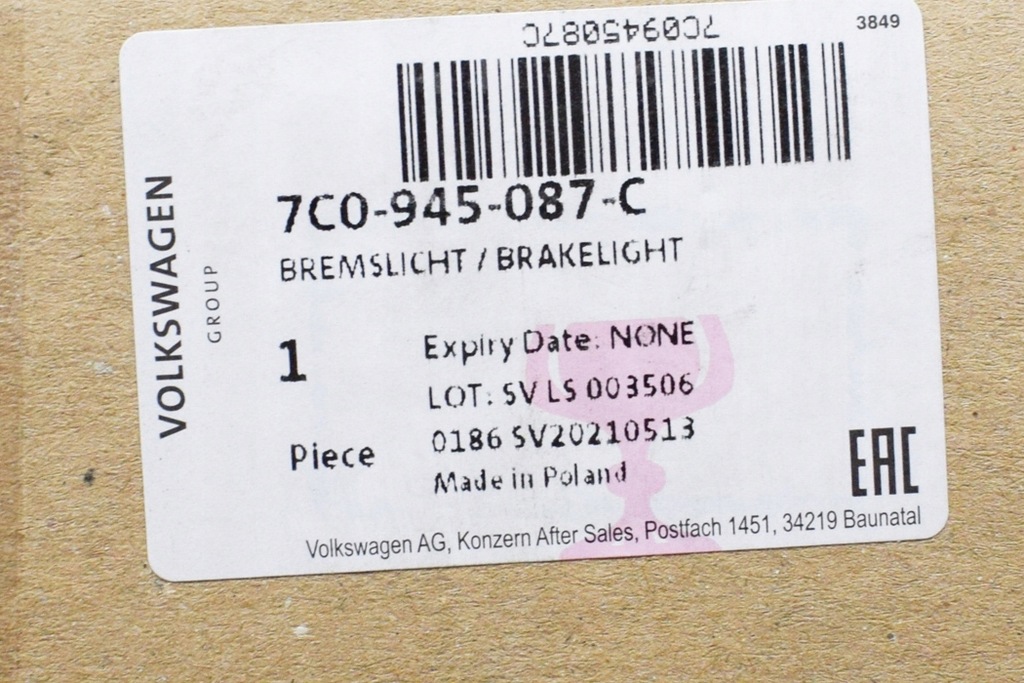 7C0945087C
3849
7C0-945-087-C
BREMSLICHT / BRAKELIGHT
VOLKSWAGEN
GROUP
1
Piece
Expiry Date: NONE
LOT: SV LS 003506
0186 SV20210513
Made in Poland
EAC
Volkswagen AG, Konzern After Sales, Postfach 1451, 34219 Baunatal